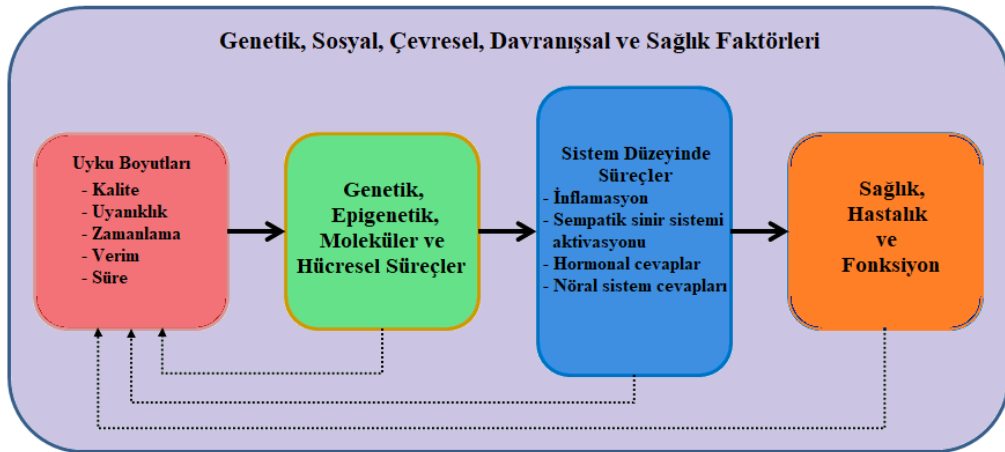 Genetik, Sosyal, Çevresel, Davranışsal ve Sağlık Faktörleri
Uyku Boyutları
- Kalite
- Uyanıklık
- Zamanlama
- Verim
- Süre
Genetik,
Epigenetik,
Moleküler ve
Hücresel Süreçler
Sistem Düzeyinde
Süreçler
- İnflamasyon
- Sempatik sinir sistemi
aktivasyonu
- Hormonal cevaplar
- Nöral sistem cevapları
Sağlık,
Hastalık
ve
Fonksiyon